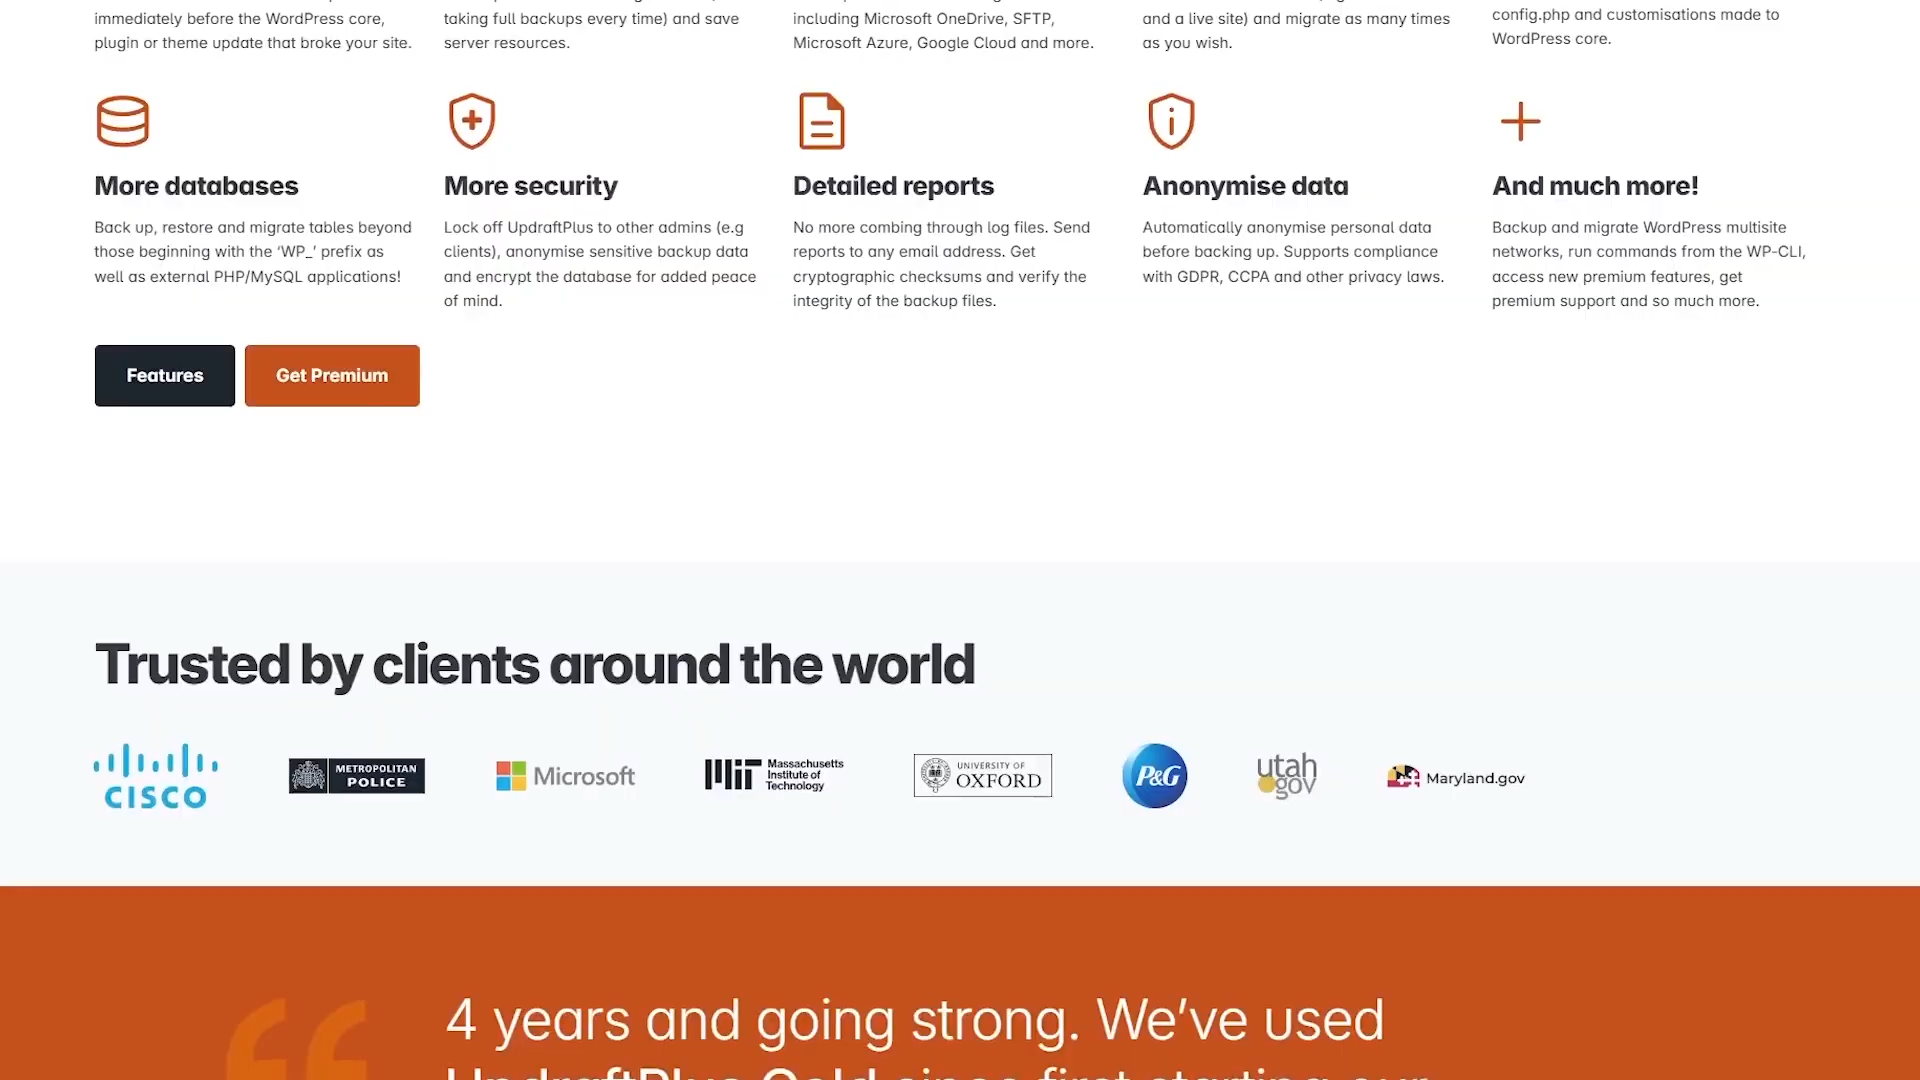 immediately before the WordPress core,
plugin or theme update that broke your site.
taking full backups every time) and save
server resources.
including Microsoft OneDrive, SFTP,
Microsoft Azure, Google Cloud and more.
and a live site) and migrate as many times
as you wish.
config.php and customisations made to
WordPress core.
More databases
Back up, restore and migrate tables beyond
those beginning with the ‘WP_’ prefix as
well as external PHP/MySQL applications!
More security
Lock off UpdraftPlus to other admins (e.g
clients), anonymise sensitive backup data
and encrypt the database for added peace
of mind.
Detailed reports
No more combing through log files. Send
reports to any email address. Get
cryptographic checksums and verify the
integrity of the backup files.
Anonymise data
Automatically anonymise personal data
before backing up. Supports compliance
with GDPR, CCPA and other privacy laws.
And much more!
Backup and migrate WordPress multisite
networks, run commands from the WP-CLI,
access new premium features, get
premium support and so much more.
Features
Get Premium
Trusted by clients around the world
CISCO
METROPOLITAN
POLICE
Microsoft
MIT
Massachusetts
Institute of
Technology
UNIVERSITY OF
OXFORD
P&G
utah
gov
Maryland.gov
4 years and going strong. We’ve used
UpdraftPlus Gold since first starting our